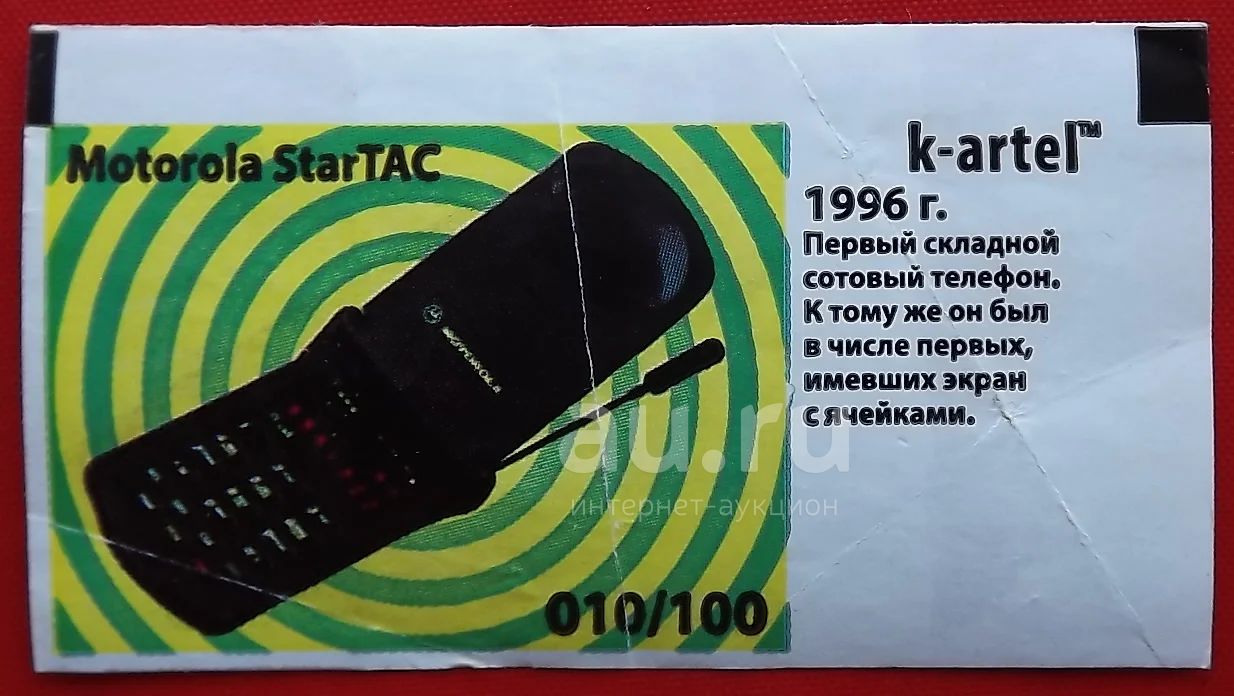 Motorola StarTAC
MOTOROLA
010/100
k-artel™
1996 г.
Первый складной
сотовый телефон.
К тому же он был
в числе первых,
имевших экран
с ячейками.
au.ru
интернет-аукцион